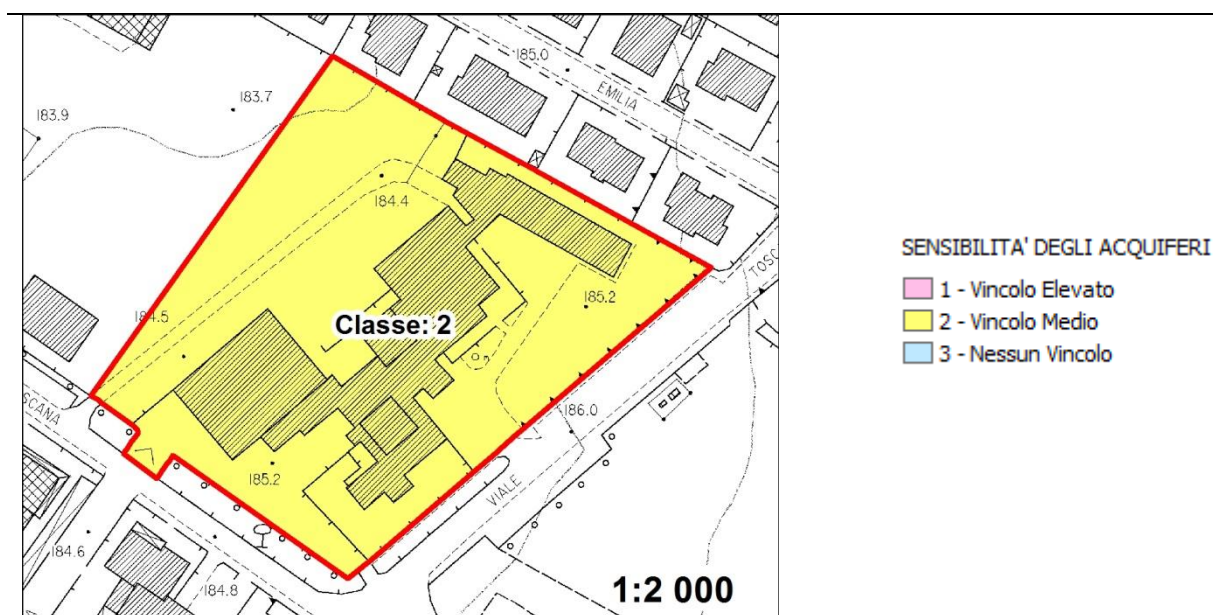 185.0
EMILIA
183.7
183.9
184.4
185.2
TOSC
184.5
Classe: 2
SCANA
186.0
185.2
VIALE
184.6
184.8
1:2 000
SENSIBILITA' DEGLI ACQUIFERI
1 - Vincolo Elevato
2 - Vincolo Medio
3 - Nessun Vincolo